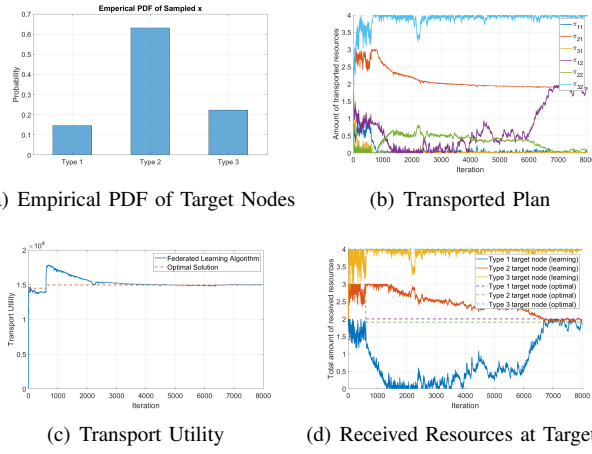 Emperical PDF of Sampled x
0.7
0.6
0.5
0.4
0.3
0.2
0.1
0
Probability
Type 1
Type 2
Type 3
) Empirical PDF of Target Nodes
4
3.5
3
2.5
2
1.5
1
0.5
0
Amount of transported resources
π11
π21
π31
π12
π22
π32
0 1000 2000 3000 4000 5000 6000 7000 8000
Iteration
(b) Transported Plan
×10^4
2
1.5
1
0.5
0
Transport Utility
Federated Learning Algorithm
Optimal Solution
0 1000 2000 3000 4000 5000 6000 7000 8000
Iteration
(c) Transport Utility
4
3.5
3
2.5
2
1.5
1
0.5
0
Total amount of received resources
Type 1 target node (learning)
Type 2 target node (learning)
Type 3 target node (learning)
Type 1 target node (optimal)
Type 2 target node (optimal)
Type 3 target node (optimal)
0 1000 2000 3000 4000 5000 6000 7000 8000
Iteration
(d) Received Resources at Target